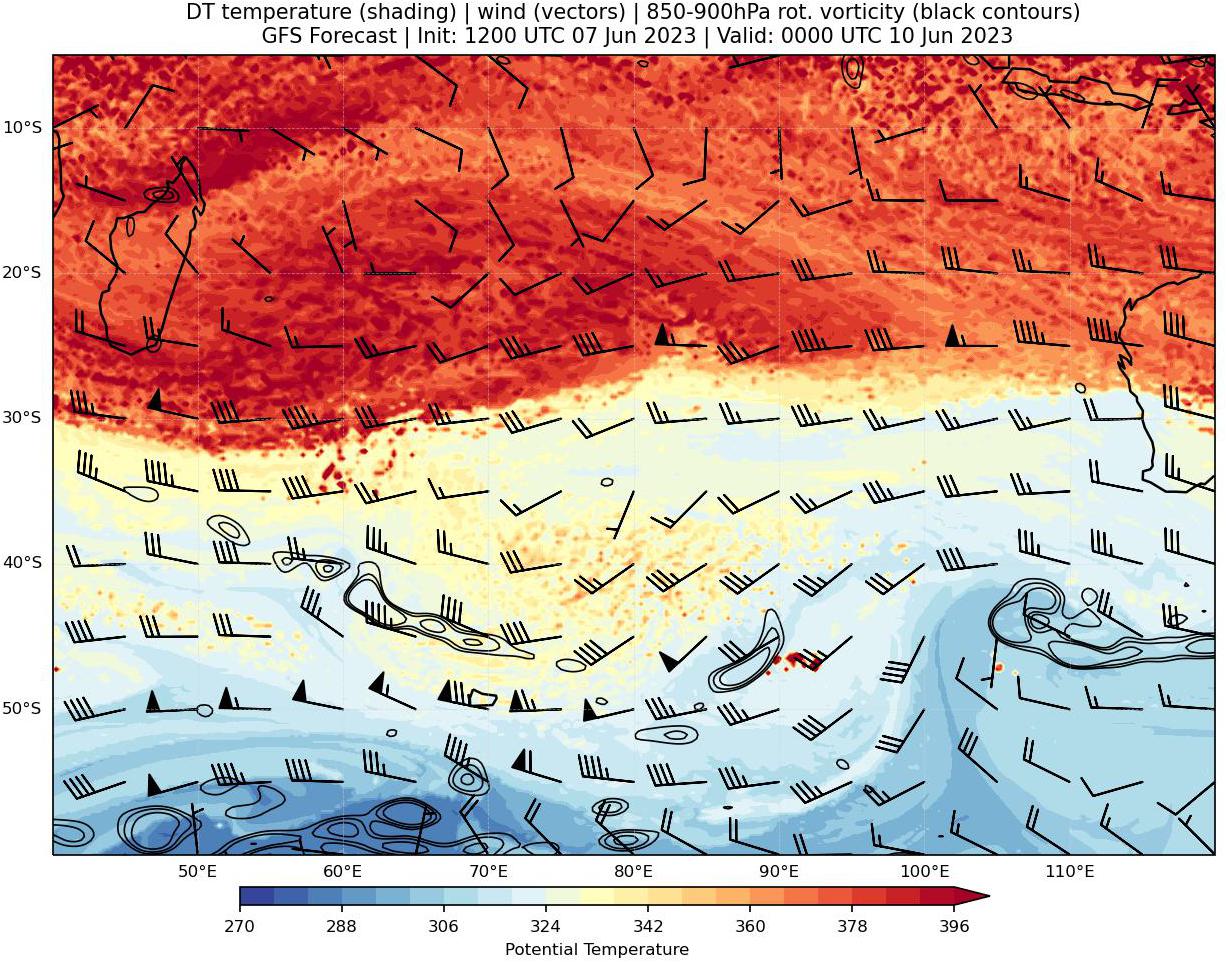 DT temperature (shading) | wind (vectors) | 850-900hPa rot. vorticity (black contours)
GFS Forecast | Init: 1200 UTC 07 Jun 2023 | Valid: 0000 UTC 10 Jun 2023
10°S
20°S
30°S
40°S
50°S
50°E 60°E 70°E 80°E 90°E 100°E 110°E
270 288 306 324 342 360 378 396
Potential Temperature